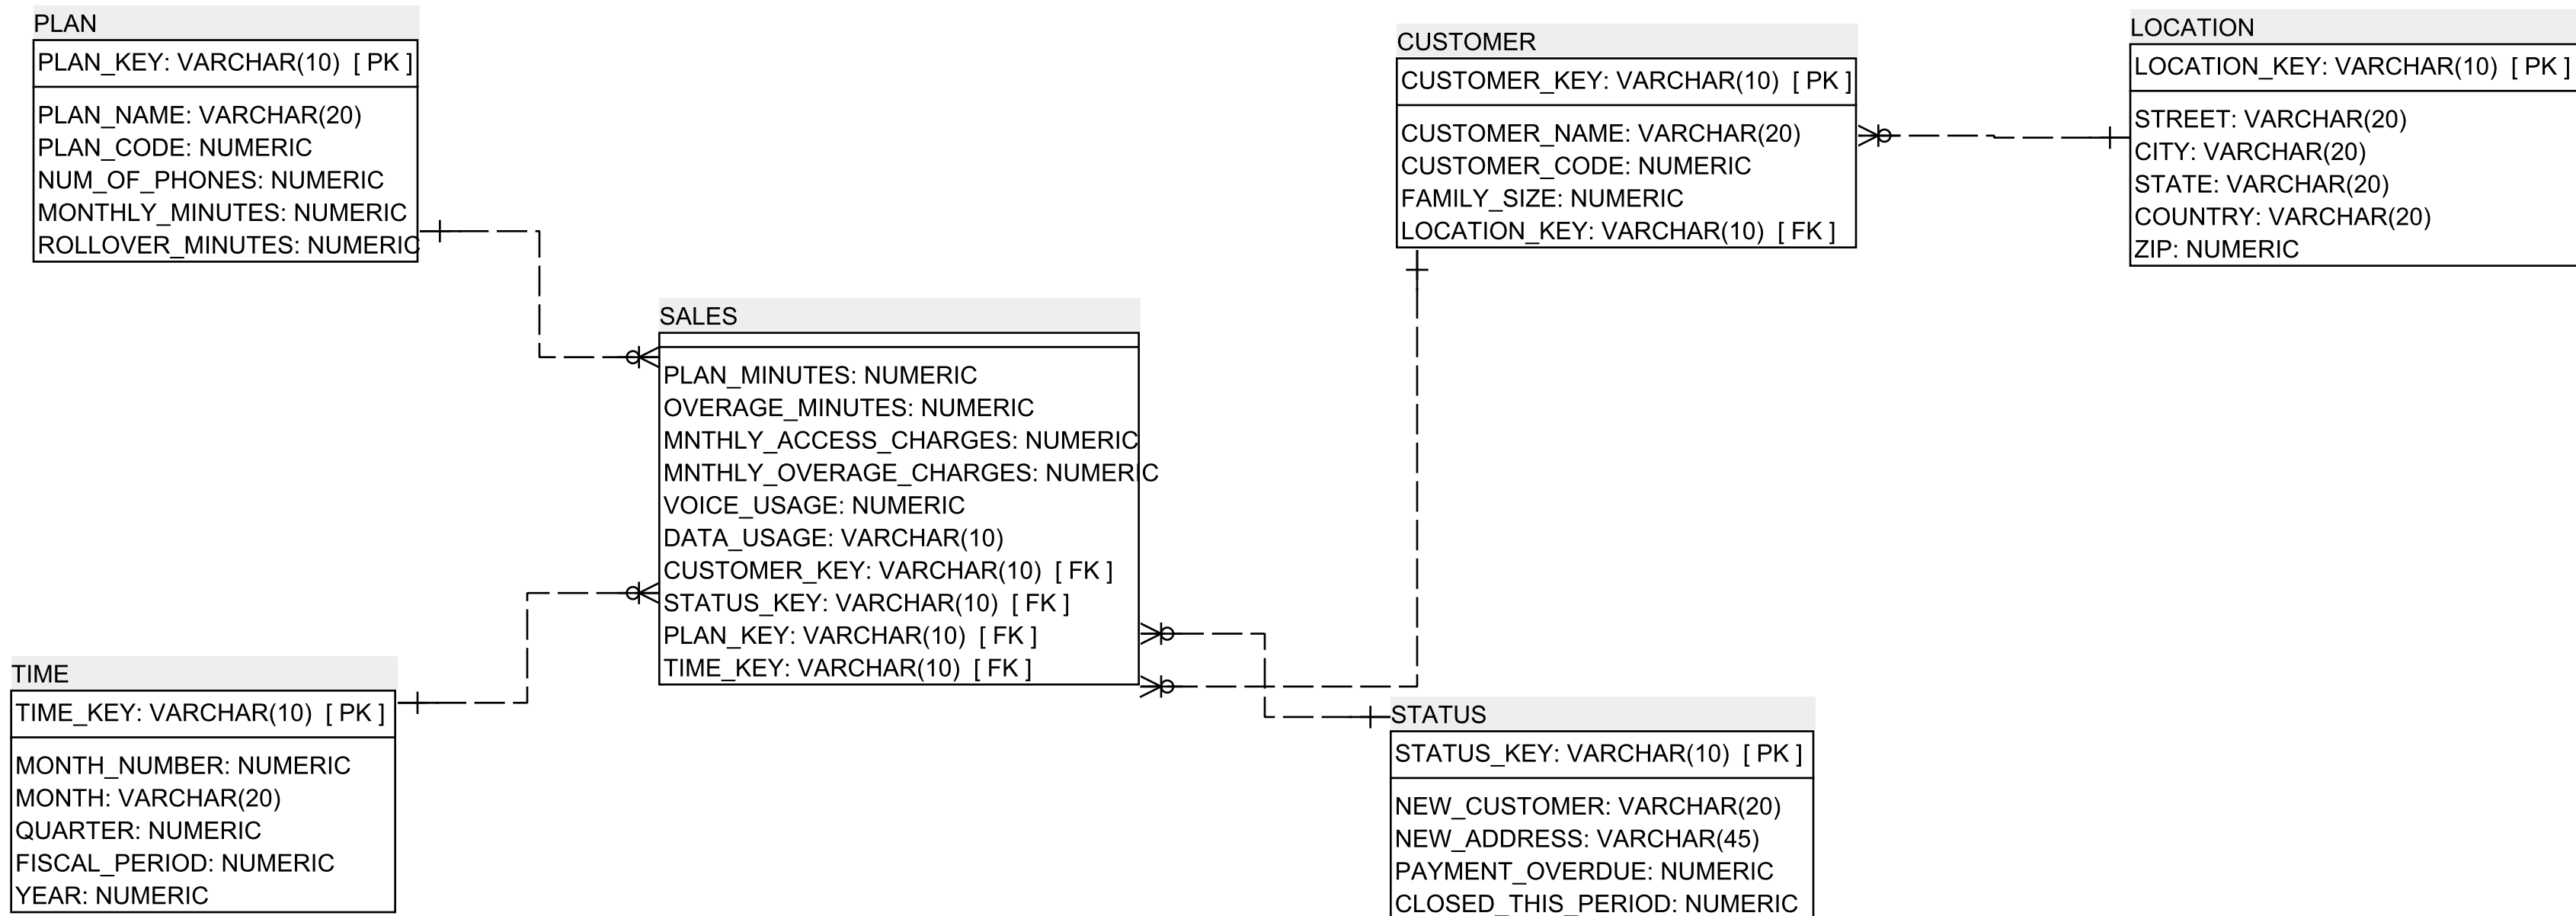 PLAN
PLAN_KEY: VARCHAR(10) [ PK ]
PLAN_NAME: VARCHAR(20)
PLAN_CODE: NUMERIC
NUM_OF_PHONES: NUMERIC
MONTHLY_MINUTES: NUMERIC
ROLLOVER_MINUTES: NUMERIC
CUSTOMER
CUSTOMER_KEY: VARCHAR(10) [ PK ]
CUSTOMER_NAME: VARCHAR(20)
CUSTOMER_CODE: NUMERIC
FAMILY_SIZE: NUMERIC
LOCATION_KEY: VARCHAR(10) [ FK ]
LOCATION
LOCATION_KEY: VARCHAR(10) [ PK ]
STREET: VARCHAR(20)
CITY: VARCHAR(20)
STATE: VARCHAR(20)
COUNTRY: VARCHAR(20)
ZIP: NUMERIC
SALES
PLAN_MINUTES: NUMERIC
OVERAGE_MINUTES: NUMERIC
MNTHLY_ACCESS_CHARGES: NUMERIC
MNTHLY_OVERAGE_CHARGES: NUMERIC
VOICE_USAGE: NUMERIC
DATA_USAGE: VARCHAR(10)
CUSTOMER_KEY: VARCHAR(10) [ FK ]
STATUS_KEY: VARCHAR(10) [ FK ]
PLAN_KEY: VARCHAR(10) [ FK ]
TIME_KEY: VARCHAR(10) [ FK ]
TIME
TIME_KEY: VARCHAR(10) [ PK ]
MONTH_NUMBER: NUMERIC
MONTH: VARCHAR(20)
QUARTER: NUMERIC
FISCAL_PERIOD: NUMERIC
YEAR: NUMERIC
STATUS
STATUS_KEY: VARCHAR(10) [ PK ]
NEW_CUSTOMER: VARCHAR(20)
NEW_ADDRESS: VARCHAR(45)
PAYMENT_OVERDUE: NUMERIC
CLOSED_THIS_PERIOD: NUMERIC